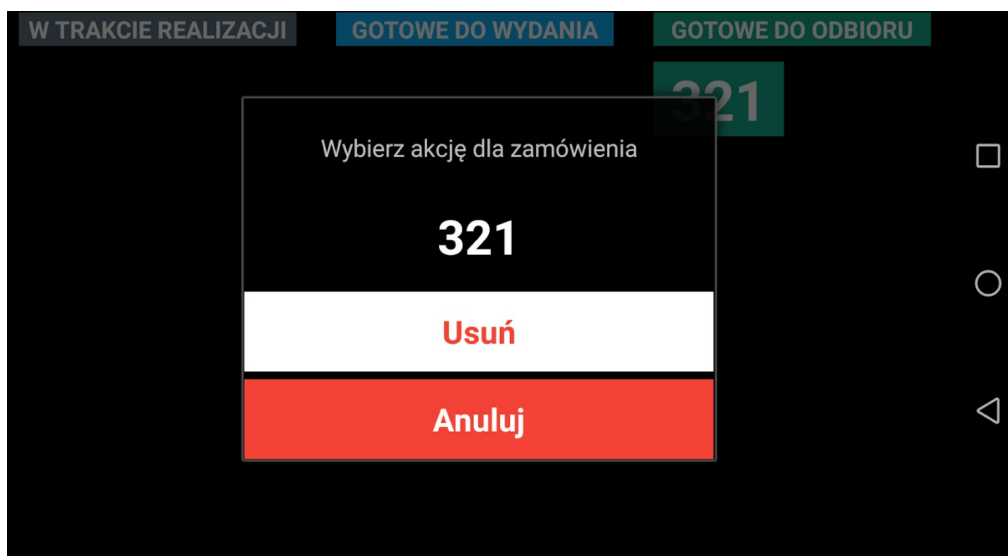 W TRAKCIE REALIZACJI
GOTOWE DO WYDANIA
GOTOWE DO ODBIORU
321
Wybierz akcję dla zamówienia
321
Usuń
Anuluj